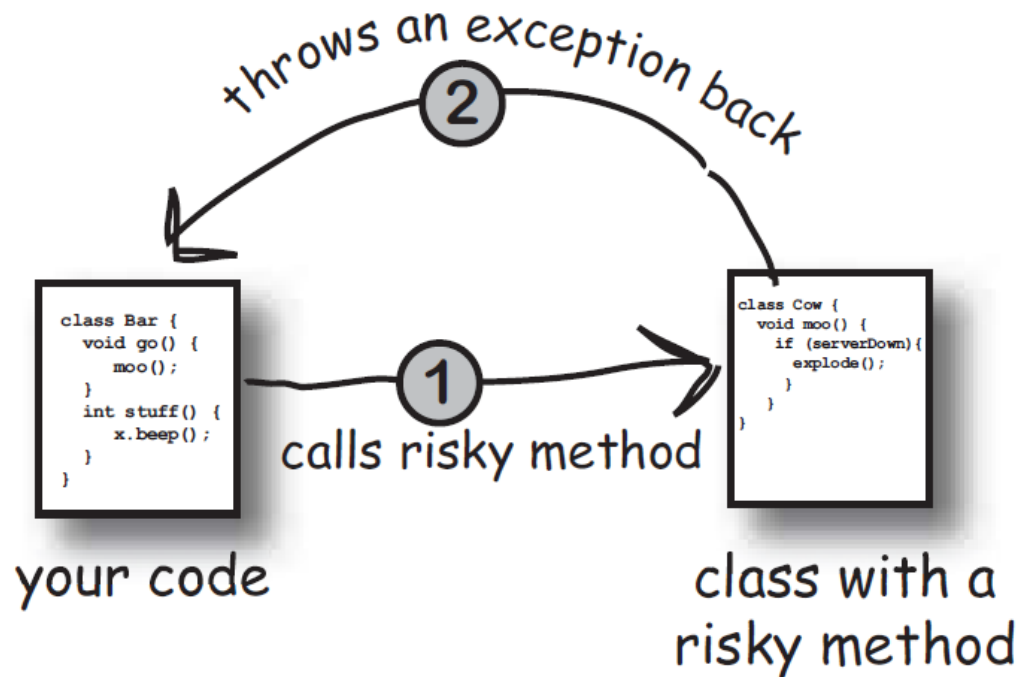 throws an exception back
2
class Bar {
void go() {
moo();
}
int stuff() {
x.beep();
}
}
1
calls risky method
class Cow {
void moo() {
if (serverDown){
explode();
}
}
}
your code
class with a
risky method